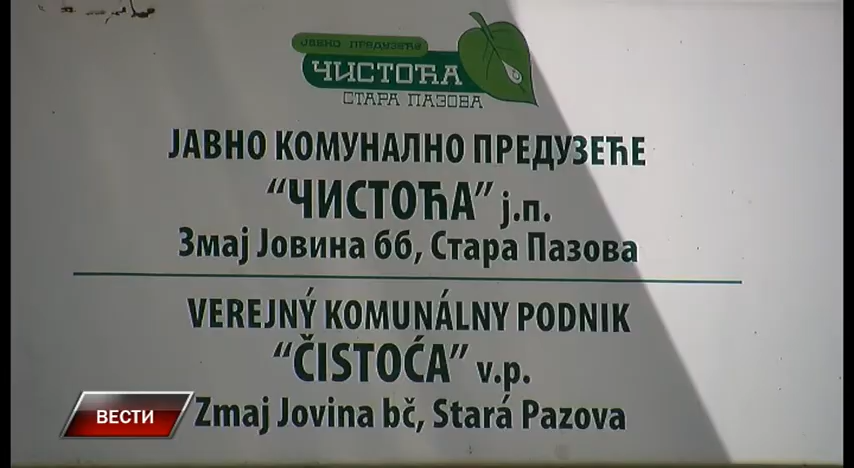 ЈАВНО ПРЕДУЗЕЋЕ
ЧИСТОЋА
СТАРА ПАЗОВА
ЈАВНО КОМУНАЛНО ПРЕДУЗЕЋЕ
“ЧИСТОЋА” ј.п.
Змај Јовина бб, Стара Пазова
VEREJNÝ KOMUNÁLNY PODNIK
“ČISTOĆA” v.p.
Zmaj Jovina bč, Stará Pazova
ВЕСТИ